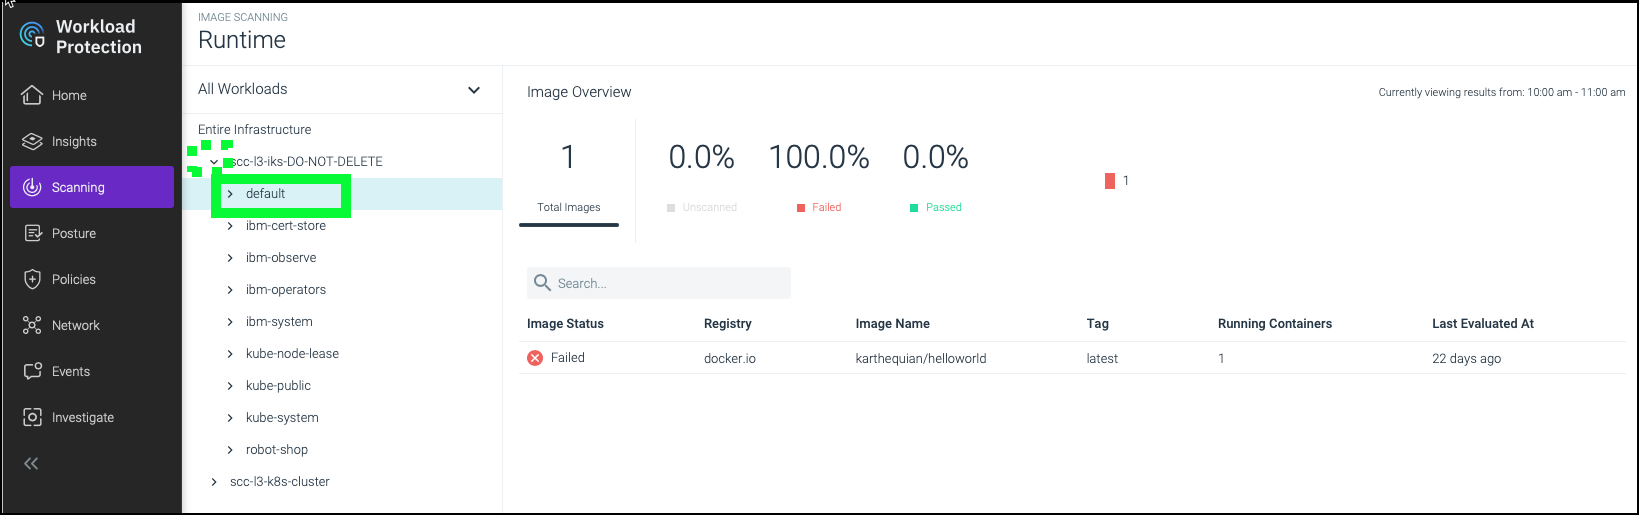 Workload
Protection
Home
Insights
Scanning
Posture
Policies
Network
Events
Investigate
IMAGE SCANNING
Runtime
All Workloads
Entire Infrastructure
scc-l3-iks-DO-NOT-DELETE
default
ibm-cert-store
ibm-observe
ibm-operators
ibm-system
kube-node-lease
kube-public
kube-system
robot-shop
scc-l3-k8s-cluster
Image Overview
Currently viewing results from: 10:00 am - 11:00 am
1 0.0% 100.0% 0.0%
1
Total Images Unscanned Failed Passed
Search...
Image Status Registry Image Name Tag Running Containers Last Evaluated At
Failed docker.io karthequian/helloworld latest 1 22 days ago